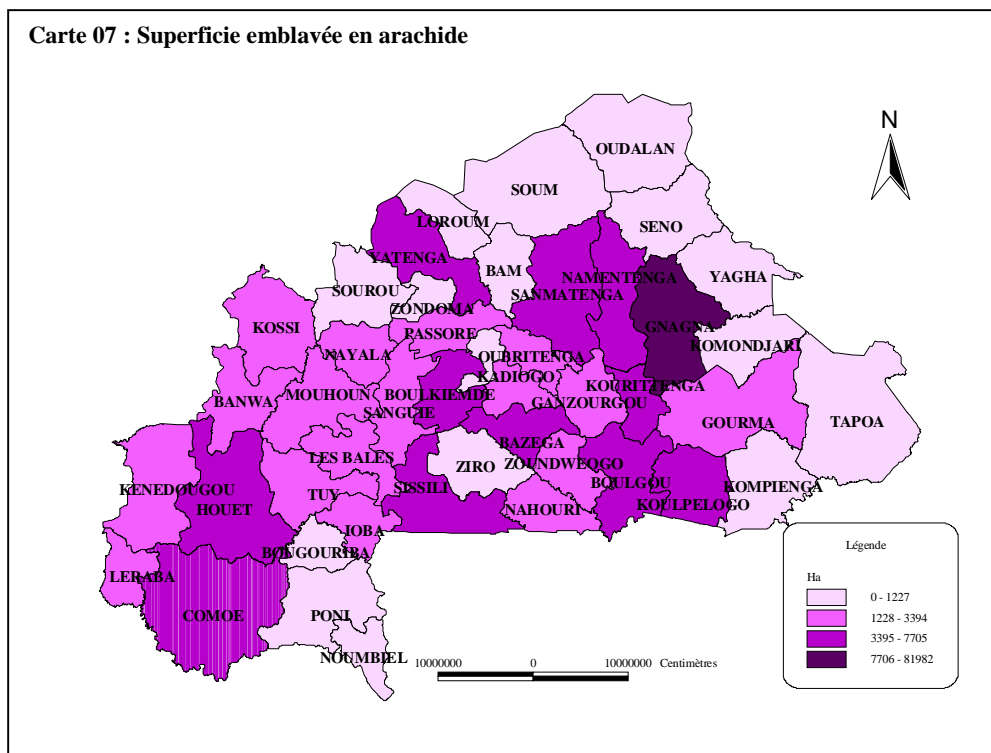 Carte 07 : Superficie emblavée en arachide
N
OUDALAN
SOUM
SENO
LOROUM
YATENGA
BAM
NAMENTENGA
YAGHA
SANMATENGA
SOUROU
ZONDOMA
KOSSI
PASSORE
GNAGNA
KOMONDJARI
NAYALA
OUBRITENGA
KADIOGO
KOURITTENGA
BANWA
MOUHOUN
BOULKIEMDE
GANZOURGOU
SANGUIE
GOURMA
TAPOA
BAZEGA
LES BALES
ZIRO
ZOUNDWEOGO
KENEDOUGOU
HOUET
TUY
SISSILI
BOULGOU
KOMPIENGA
KOULPELOGO
NAHOURI
IOBA
BOUGOURIBA
LERABA
COMOE
PONI
NOUMBIEL
10000000 0 10000000 Centimètres
Légende
Ha
0 - 1227
1228 - 3394
3395 - 7705
7706 - 81982